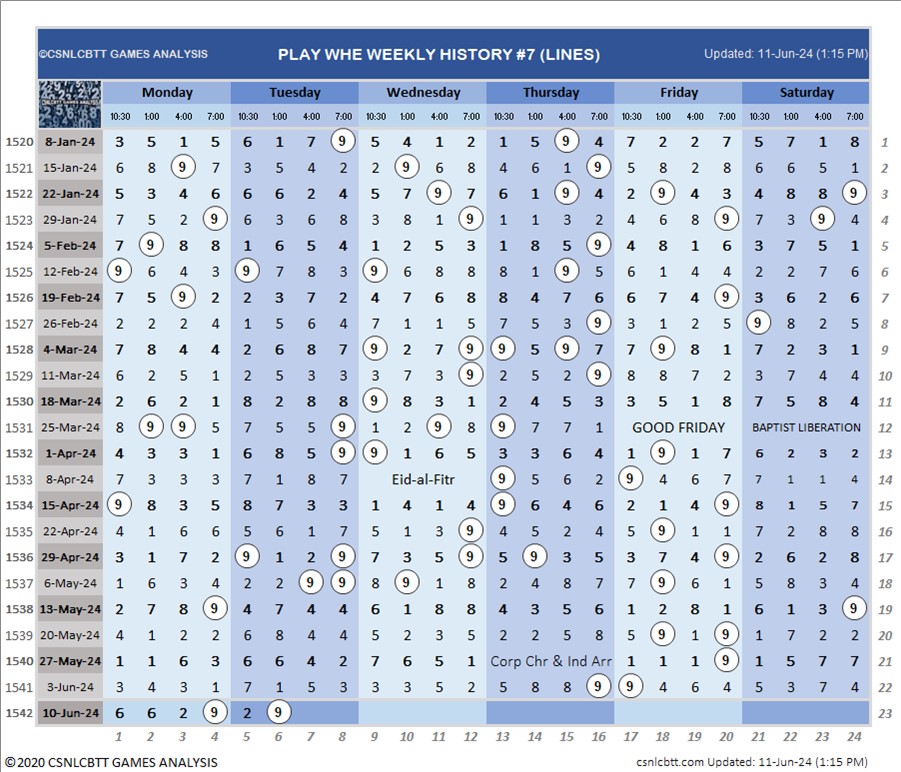 ©CSNLCBTT GAMES ANALYSIS PLAY WHE WEEKLY HISTORY #7 (LINES) Updated: 11-Jun-24 (1:15 PM)
Monday Tuesday Wednesday Thursday Friday Saturday
10:30 1:00 4:00 7:00 10:30 1:00 4:00 7:00 10:30 1:00 4:00 7:00 10:30 1:00 4:00 7:00 10:30 1:00 4:00 7:00 10:30 1:00 4:00 7:00
1520 8-Jan-24 3 5 1 5 6 1 7 9 5 4 1 2 1 5 9 4 7 2 2 7 5 7 1 8 1
1521 15-Jan-24 6 8 9 7 3 5 4 2 2 9 6 8 4 6 1 9 5 8 2 8 6 6 5 1 2
1522 22-Jan-24 5 3 4 6 6 6 2 4 5 7 9 7 6 1 9 4 2 9 4 3 4 8 8 9 3
1523 29-Jan-24 7 5 2 9 6 3 6 8 3 8 1 9 1 1 3 2 4 6 8 9 7 3 9 4 4
1524 5-Feb-24 7 9 8 8 1 6 5 4 1 2 5 3 1 8 5 9 4 8 1 6 3 7 5 1 5
1525 12-Feb-24 9 6 4 3 9 7 8 3 9 6 8 8 8 1 9 5 6 1 4 4 2 2 7 6 6
1526 19-Feb-24 7 5 9 2 2 3 7 2 4 7 6 8 8 4 7 6 6 7 4 9 3 6 2 6 7
1527 26-Feb-24 2 2 2 4 1 5 6 4 7 1 1 5 7 5 3 9 3 1 2 5 9 8 2 5 8
1528 4-Mar-24 7 8 4 4 2 6 8 7 9 2 7 9 9 5 9 7 7 9 8 1 7 2 3 1 9
1529 11-Mar-24 6 2 5 1 2 5 3 3 3 7 3 9 2 5 2 9 8 8 7 2 3 7 4 4 10
1530 18-Mar-24 2 6 2 1 8 2 8 8 9 8 3 1 2 4 5 3 3 5 1 8 7 5 8 4 11
1531 25-Mar-24 8 9 9 5 7 5 5 9 1 2 9 8 9 7 7 1 GOOD FRIDAY BAPTIST LIBERATION 12
1532 1-Apr-24 4 3 3 1 6 8 5 9 9 1 6 5 3 3 6 4 1 9 1 7 6 2 3 2 13
1533 8-Apr-24 7 3 3 3 7 1 8 7 Eid-al-Fitr 9 5 6 2 9 4 6 7 7 1 1 4 14
1534 15-Apr-24 9 8 3 5 8 7 3 3 1 4 1 4 9 6 4 6 2 1 4 9 8 1 5 7 15
1535 22-Apr-24 4 1 6 6 5 6 1 7 5 1 3 9 4 5 2 4 5 9 1 1 7 2 8 8 16
1536 29-Apr-24 3 1 7 2 9 1 2 9 7 3 5 9 5 9 3 5 3 7 4 9 2 6 2 8 17
1537 6-May-24 1 6 3 4 2 2 9 9 8 9 1 8 2 4 8 7 7 9 6 1 5 8 3 4 18
1538 13-May-24 2 7 8 9 4 7 4 4 6 1 8 8 4 3 5 6 1 2 8 1 6 1 3 9 19
1539 20-May-24 4 1 2 2 6 8 4 4 5 2 3 5 2 2 5 8 5 9 1 9 1 7 2 2 20
1540 27-May-24 1 1 6 3 6 6 4 2 7 6 5 1 Corp Chr & Ind Arr 1 1 1 9 1 5 7 7 21
1541 3-Jun-24 3 4 3 1 7 1 5 3 3 3 5 2 5 8 8 9 9 4 6 4 5 3 7 4 22
1542 10-Jun-24 6 6 2 9 2 9 23
1 2 3 4 5 6 7 8 9 10 11 12 13 14 15 16 17 18 19 20 21 22 23 24
©2020 CSNLCBTT GAMES ANALYSIS csnlcbtt.com Updated: 11-Jun-24 (1:15 PM)